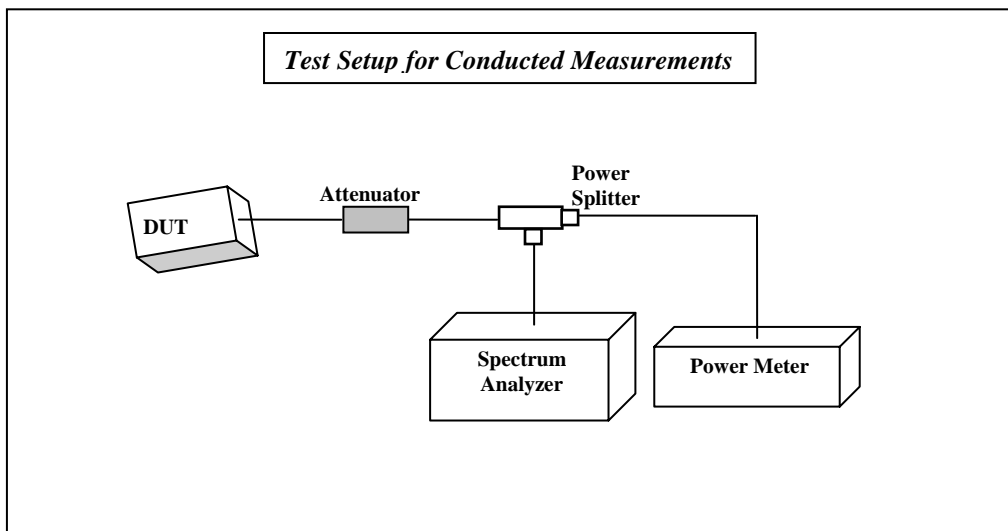 Test Setup for Conducted Measurements
Power
Splitter
Attenuator
DUT
Spectrum
Analyzer
Power Meter